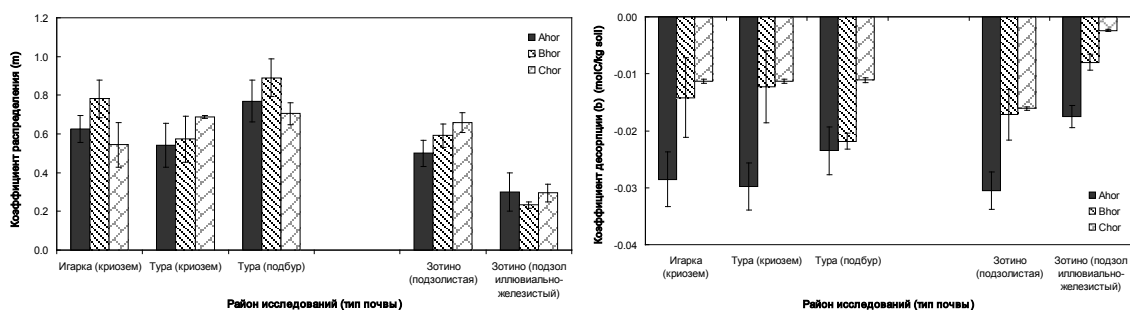 1.2
1.0
0.8
0.6
0.4
0.2
0.0
Коэффициент распределения (m)
Ahor
Bhor
Chor
Игарка (криозем)
Тура (криозем)
Тура (подбур)
Зотино
(подзолистая)
Зотино (подзол
иллювиально-
железистый)
Район исследований (тип почвы)
0.00
-0.01
-0.02
-0.03
-0.04
Коэффициент десорпции (b) (molC/kg soil)
Ahor
Bhor
Chor
Игарка
(криозем)
Тура (криозем)
Тура (подбур)
Зотино
(подзолистая)
Зотино (подзол
иллювиально-
железистый)
Район исследований (тип почвы)